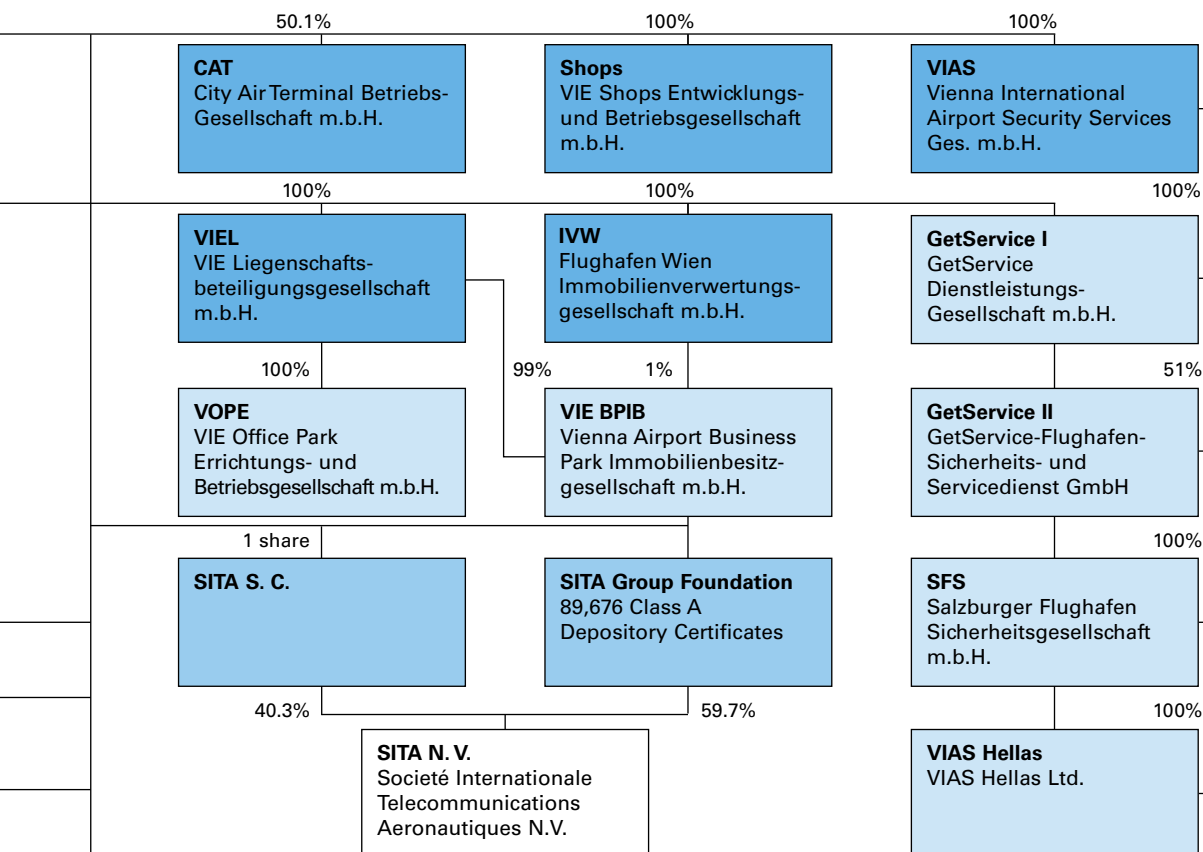 50.1%
100%
100%
CAT
City Air Terminal Betriebs-
Gesellschaft m.b.H.
Shops
VIE Shops Entwicklungs-
und Betriebsgesellschaft
m.b.H.
VIAS
Vienna International
Airport Security Services
Ges. m.b.H.
100%
100%
100%
VIEL
VIE Liegenschafts-
beteiligungsgesellschaft
m.b.H.
IVW
Flughafen Wien
Immobilienverwertungs-
gesellschaft m.b.H.
GetService I
GetService
Dienstleistungs-
Gesellschaft m.b.H.
100%
99%
1%
51%
VOPE
VIE Office Park
Errichtungs- und
Betriebsgesellschaft m.b.H.
VIE BPIB
Vienna Airport Business
Park Immobilienbesitz-
gesellschaft m.b.H.
GetService II
GetService-Flughafen-
Sicherheits- und
Servicedienst GmbH
1 share
100%
SITA S. C.
SITA Group Foundation
89,676 Class A
Depository Certificates
SFS
Salzburger Flughafen
Sicherheitsgesellschaft
m.b.H.
40.3%
59.7%
100%
SITA N. V.
Societé Internationale
Telecommunications
Aeronautiques N.V.
VIAS Hellas
VIAS Hellas Ltd.